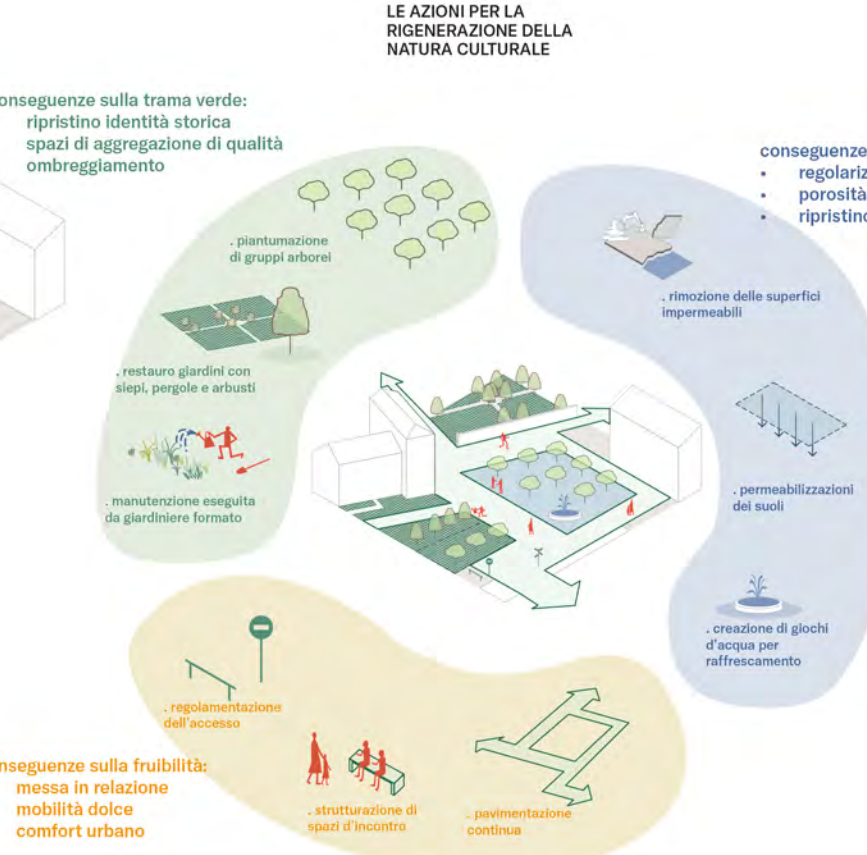 LE AZIONI PER LA
RIGENERAZIONE DELLA
NATURA CULTURALE
onseguenze sulla trama verde:
ripristino identità storica
spazi di aggregazione di qualità
ombreggiamento
. piantumazione
di gruppi arborei
. restauro giardini con
siepi, pergole e arbusti
. manutenzione eseguita
da giardiniere formato
conseguenze
• regolariz
• porosità
• ripristino
. rimozione delle superfici
impermeabili
. permeabilizzazioni
dei suoli
. creazione di giochi
d'acqua per
raffrescamento
. regolamentazione
dell'accesso
. strutturazione di
spazi d'incontro
. pavimentazione
continua
nseguenze sulla fruibilità:
messa in relazione
mobilità dolce
comfort urbano